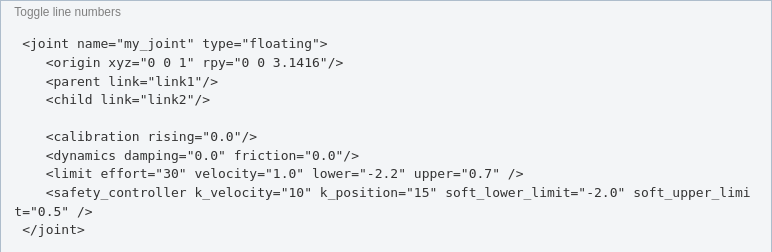 Toggle line numbers
<joint name="my_joint" type="floating">
<origin xyz="0 0 1" rpy="0 0 3.1416"/>
<parent link="link1"/>
<child link="link2"/>
<calibration rising="0.0"/>
<dynamics damping="0.0" friction="0.0"/>
<limit effort="30" velocity="1.0" lower="-2.2" upper="0.7" />
<safety_controller k_velocity="10" k_position="15" soft_lower_limit="-2.0" soft_upper_limi
t="0.5" />
</joint>